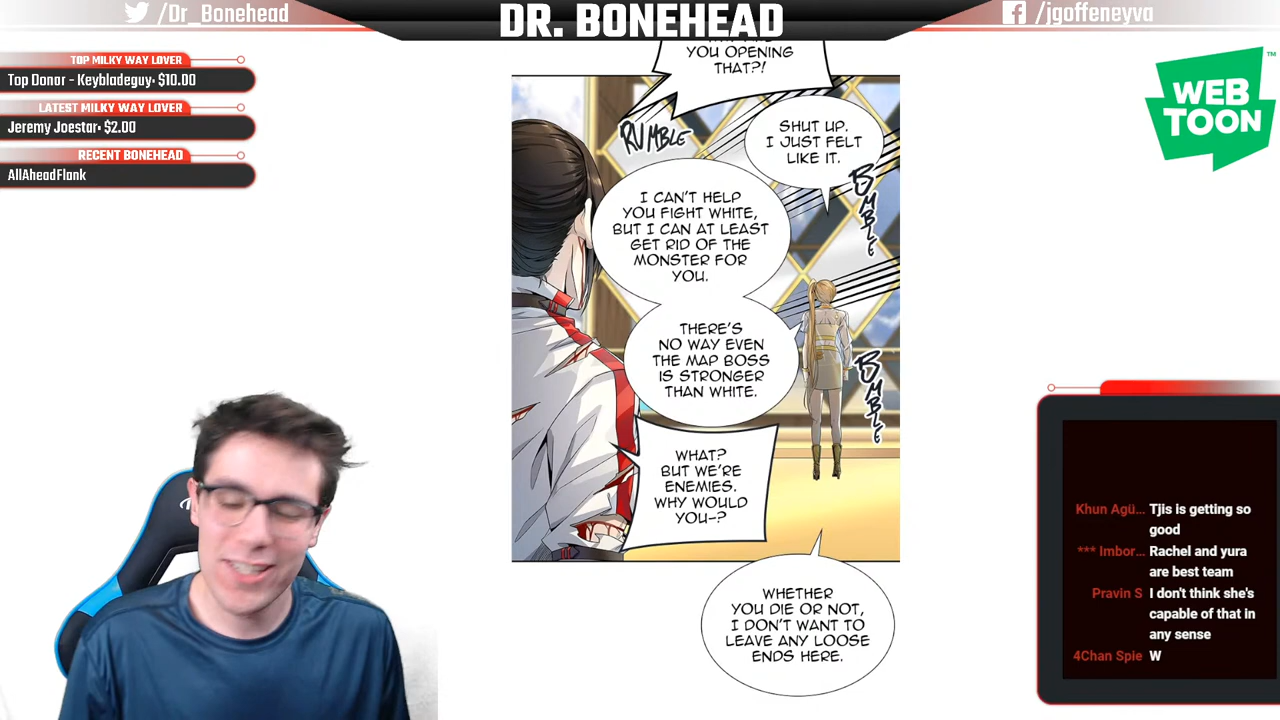 /Dr_Bonehead
DR. BONEHEAD
/jgoffeneyva
TOP MILKY WAY LOVER
Top Donor - Keybladeguy: $10.00
LATEST MILKY WAY LOVER
Jeremy Joestar: $2.00
RECENT BONEHEAD
AllAheadFlank
WEB
TOON
TM
YOU OPENING
THAT?!
RUMBLE
SHUT UP.
I JUST FELT
LIKE IT.
I CAN'T HELP
YOU FIGHT WHITE,
BUT I CAN AT LEAST
GET RID OF THE
MONSTER FOR
YOU.
THERE'S
NO WAY EVEN
THE MAP BOSS
IS STRONGER
THAN WHITE.
WHAT?
BUT WE'RE
ENEMIES.
WHY WOULD
YOU-?
WHETHER
YOU DIE OR NOT,
I DON'T WANT TO
LEAVE ANY LOOSE
ENDS HERE.
Khun Agü... Tjis is getting so
good
*** Imbor... Rachel and yura
are best team
Pravin S I don't think she's
capable of that in
any sense
4Chan Spie W